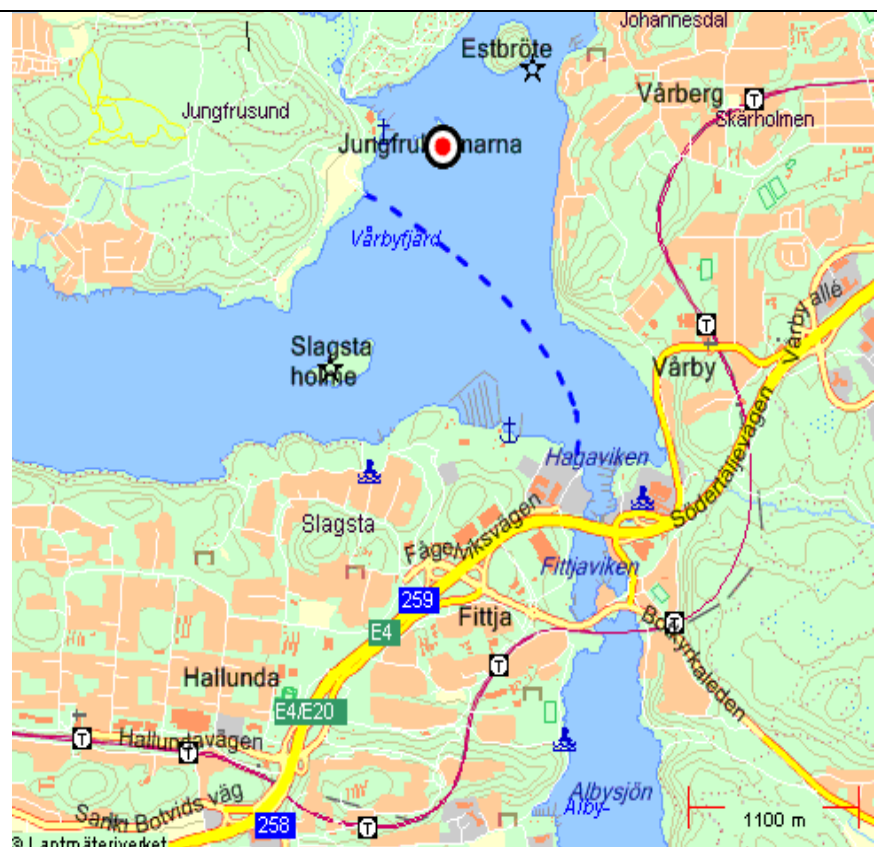 Johannesdal
Estbröte
Vårberg
T
Skärholmen
Jungfrusund
Vårbyfjärd
Vårby allé
T
Slagsta
holme
Vårby
Södertäljevägen
Hagaviken
Slagsta
Fågelviksvägen
Fittjaviken
259
Fittja
E4
T
Botkyrkaleden
T
Hallunda
E4/E20
T
Hallundavägen
T
Albysjön
Alby-
Sankt Botvids väg
258
T
1100 m
© Lantmäteriverket